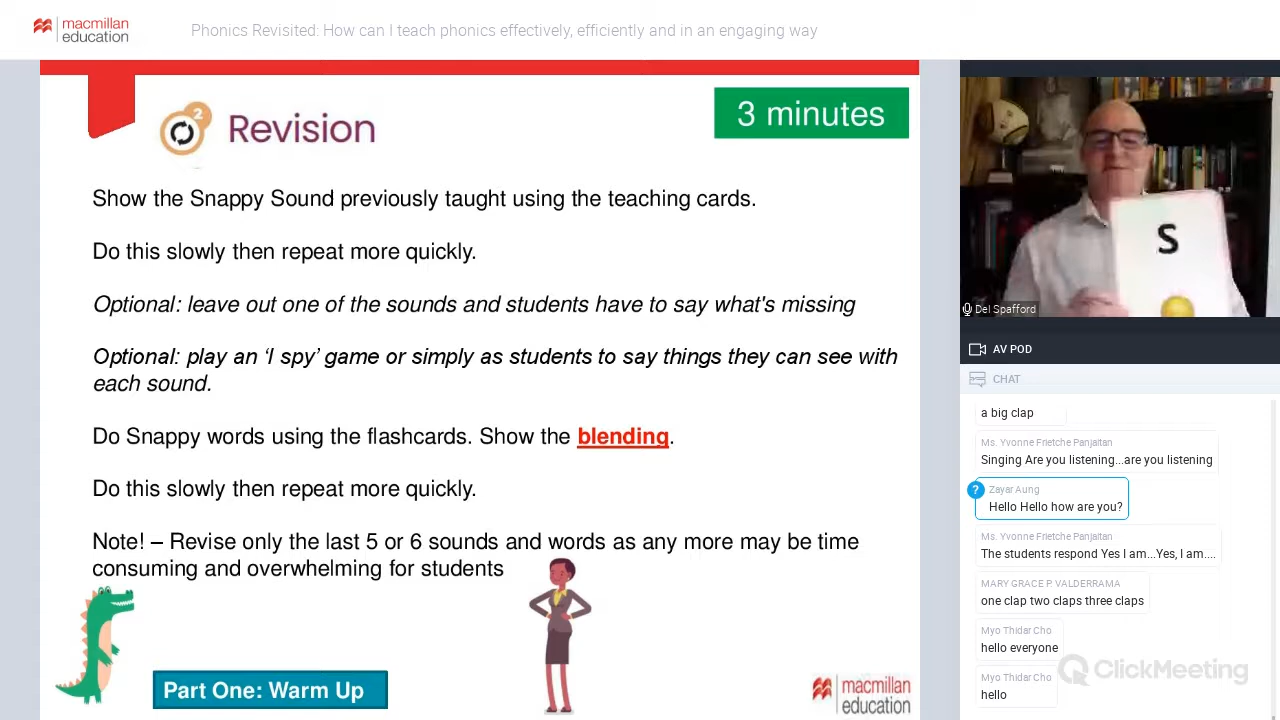 macmillan
education
Phonics Revisited: How can I teach phonics effectively, efficiently and in an engaging way
2
Revision
3 minutes
Show the Snappy Sound previously taught using the teaching cards.
Do this slowly then repeat more quickly.
Optional: leave out one of the sounds and students have to say what's missing
Optional: play an ‘I spy’ game or simply as students to say things they can see with
each sound.
Do Snappy words using the flashcards. Show the blending.
Do this slowly then repeat more quickly.
Note! – Revise only the last 5 or 6 sounds and words as any more may be time
consuming and overwhelming for students
Part One: Warm Up
macmillan
education
s
Del Spafford
AV POD
CHAT
a big clap
Ms. Yvonne Frietche Panjaitan
Singing Are you listening...are you listening
?
Zayar Aung
Hello Hello how are you?
Ms. Yvonne Frietche Panjaitan
The students respond Yes I am...Yes, I am....
MARY GRACE P. VALDERRAMA
one clap two claps three claps
Myo Thidar Cho
hello everyone
Myo Thidar Cho
hello
ClickMeeting